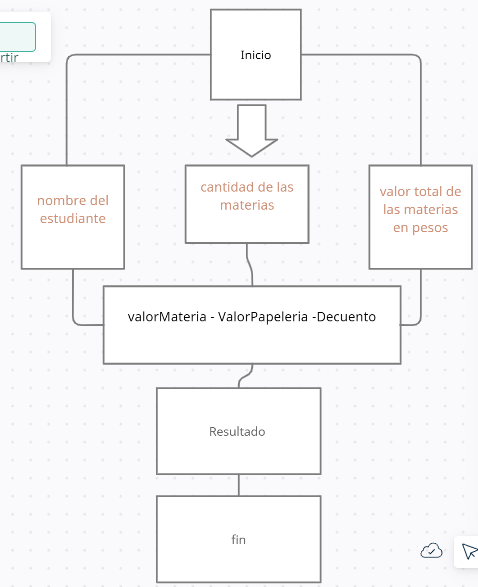 rtir
Inicio
nombre del
estudiante
cantidad de las
materias
valor total de
las materias
en pesos
valorMateria - ValorPapeleria -Decuento
Resultado
fin